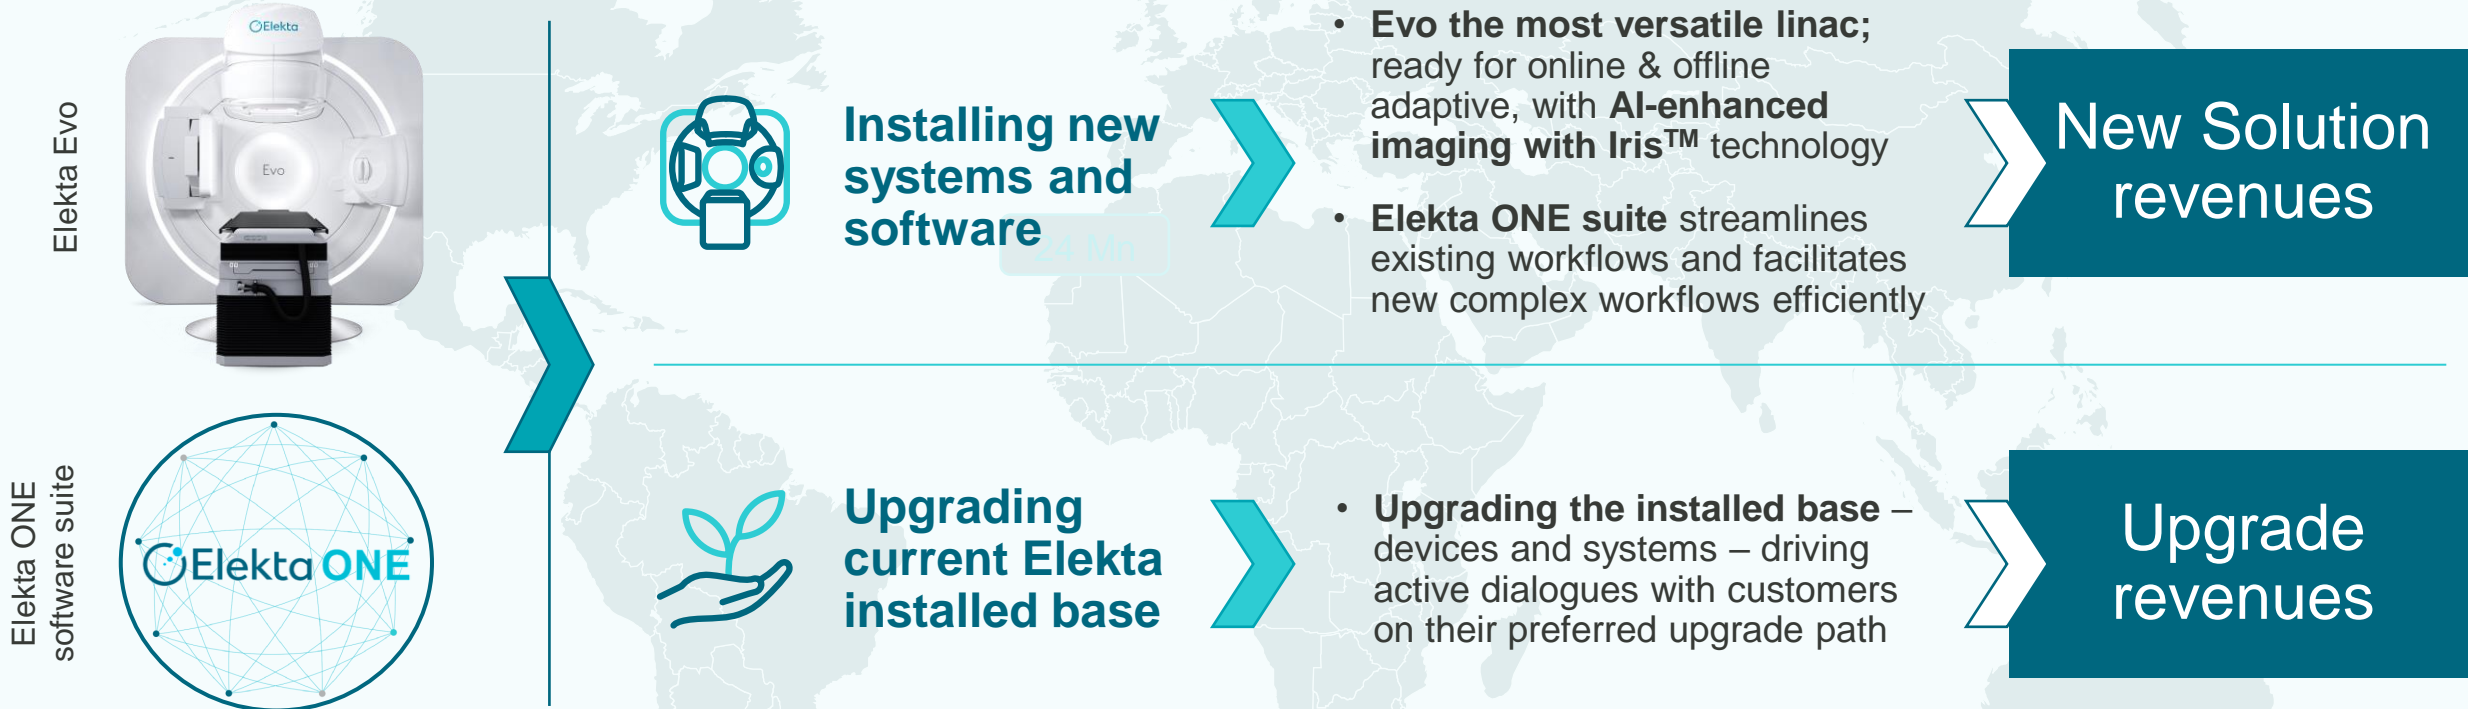 Elekta
Evo
Elekta Evo
Elekta ONE
software suite
Elekta ONE
Installing new
systems and
software
24 Mn
• Evo the most versatile linac;
ready for online & offline
adaptive, with AI-enhanced
imaging with Iris™ technology
• Elekta ONE suite streamlines
existing workflows and facilitates
new complex workflows efficiently
New Solution
revenues
Upgrading
current Elekta
installed base
• Upgrading the installed base –
devices and systems – driving
active dialogues with customers
on their preferred upgrade path
Upgrade
revenues